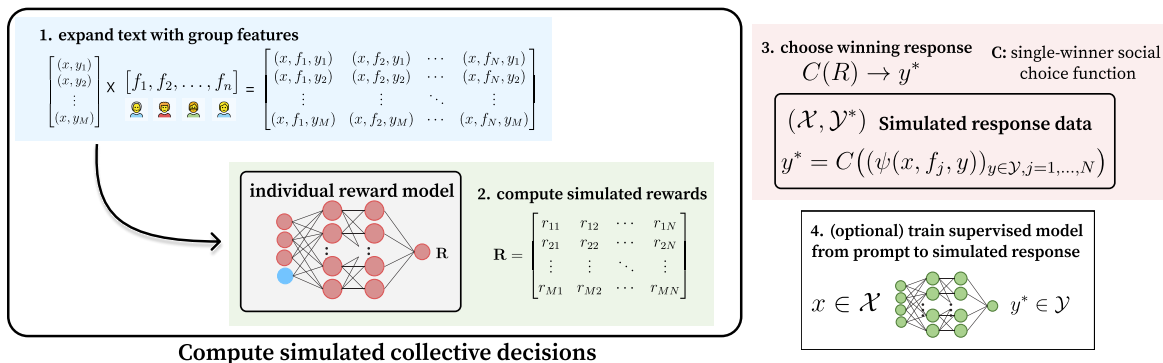 1. expand text with group features
[(x, y_1) (x, y_2) ⋮ (x, y_M)] x [f_1, f_2, . . . , f_n] = [(x, f_1, y_1) (x, f_2, y_1) ⋯ (x, f_N, y_1)
(x, f_1, y_2) (x, f_2, y_2) ⋯ (x, f_N, y_2)
⋮ ⋮ ⋱ ⋮
(x, f_1, y_M) (x, f_2, y_M) ⋯ (x, f_N, y_M)]
individual reward model
R
2. compute simulated rewards
R = [r_11 r_12 ⋯ r_1N
r_21 r_22 ⋯ r_2N
⋮ ⋮ ⋱ ⋮
r_M1 r_M2 ⋯ r_MN]
Compute simulated collective decisions
3. choose winning response
C(R) → y*
C: single-winner social
choice function
(𝒳, 𝒴*) Simulated response data
y* = C((ψ(x, f_j, y))_{y∈𝒴,j=1,...,N})
4. (optional) train supervised model
from prompt to simulated response
x ∈ 𝒳
y* ∈ 𝒴